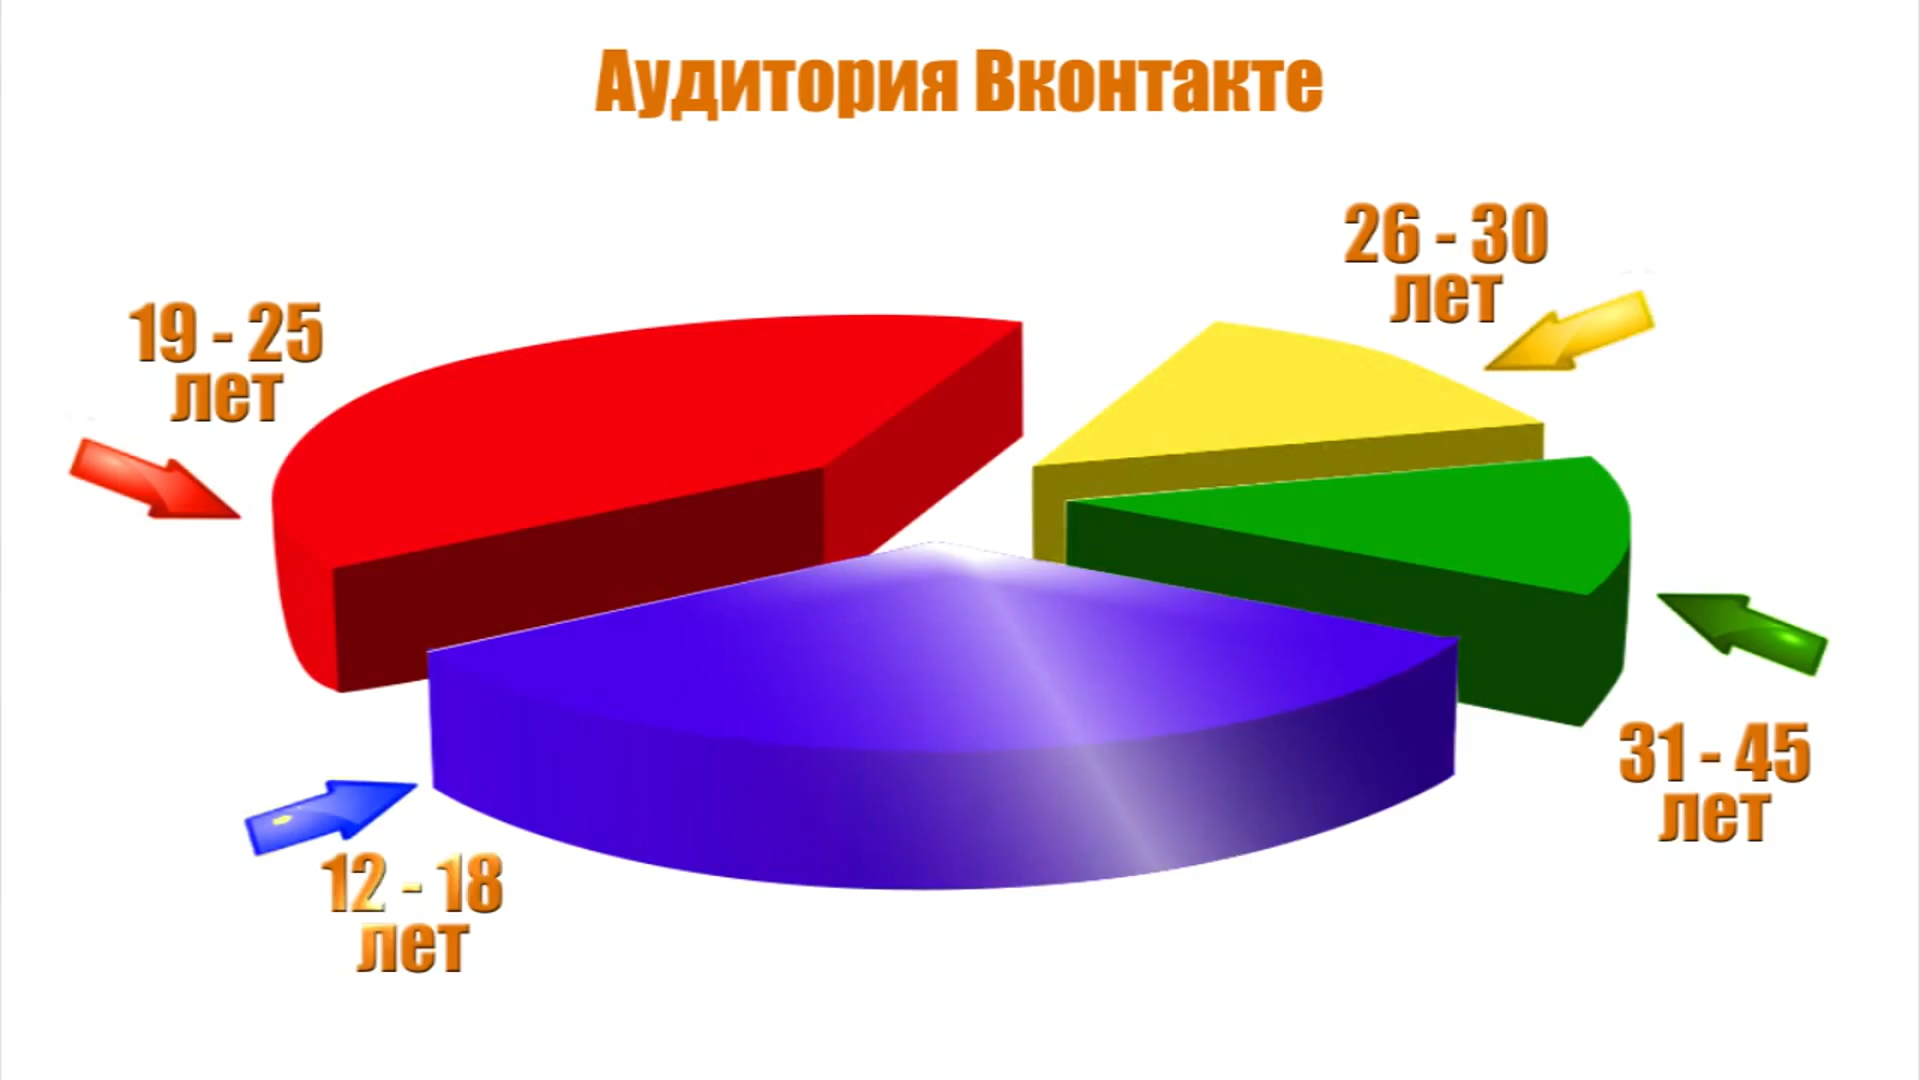 Аудитория Вконтакте
26 - 30
лет
19 - 25
лет
31 - 45
лет
12 - 18
лет